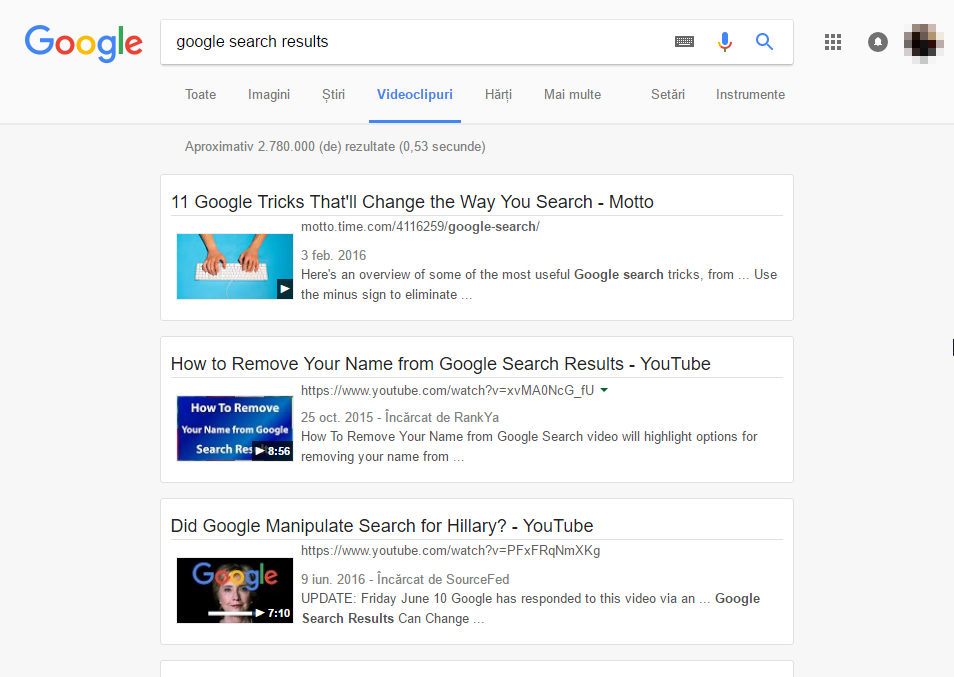 Google
google search results
Toate Imagini Știri Videoclipuri Hărți Mai multe Setări Instrumente
Aproximativ 2.780.000 (de) rezultate (0,53 secunde)
11 Google Tricks That'll Change the Way You Search - Motto
motto.time.com/4116259/google-search/
3 feb. 2016
Here's an overview of some of the most useful Google search tricks, from ... Use
the minus sign to eliminate ...
How to Remove Your Name from Google Search Results - YouTube
https://www.youtube.com/watch?v=xvMA0NcG_fU
How To Remove
Your Name from Google
Search Res
8:56
25 oct. 2015 - Încărcat de RankYa
How To Remove Your Name from Google Search video will highlight options for
removing your name from ...
Did Google Manipulate Search for Hillary? - YouTube
https://www.youtube.com/watch?v=PFxFRqNmXKg
Google
7:10
9 iun. 2016 - Încărcat de SourceFed
UPDATE: Friday June 10 Google has responded to this video via an ... Google
Search Results Can Change ...